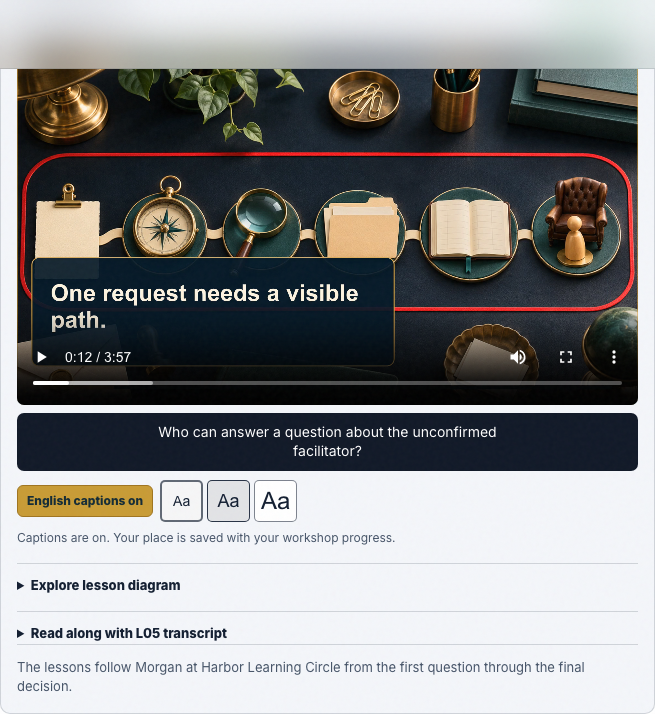 One request needs a visible
path.
0:12 / 3:57
Who can answer a question about the unconfirmed
facilitator?
English captions on
Aa
Aa
Aa
Captions are on. Your place is saved with your workshop progress.
Explore lesson diagram
Read along with L05 transcript
The lessons follow Morgan at Harbor Learning Circle from the first question through the final
decision.